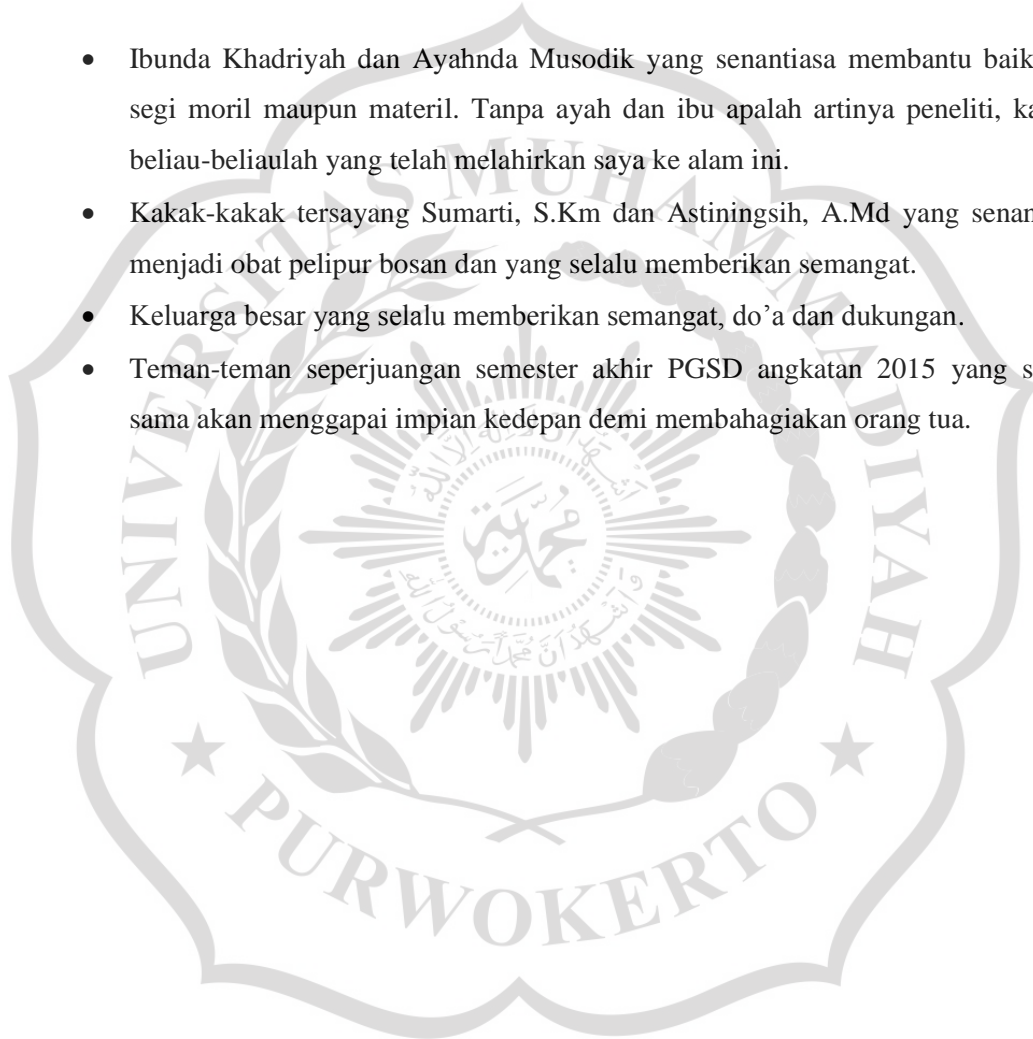 • Ibunda Khadriyah dan Ayahnda Musodik yang senantiasa membantu baik
segi moril maupun materil. Tanpa ayah dan ibu apalah artinya peneliti,
beliau-beliaulah yang telah melahirkan saya ke alam ini.
• Kakak-kakak tersayang Sumarti, S.Km dan Astiningsih, A.Md yang
menjadi obat pelipur bosan dan yang selalu memberikan semangat.
• Keluarga besar yang selalu memberikan semangat, do’a dan dukungan.
• Teman-teman seperjuangan semester akhir PGSD angkatan 2015 yang
sama akan menggapai impian kedepan demi membahagiakan orang tua.
UNIVERSITAS MUHAMMADIYAH
PURWOKERTO